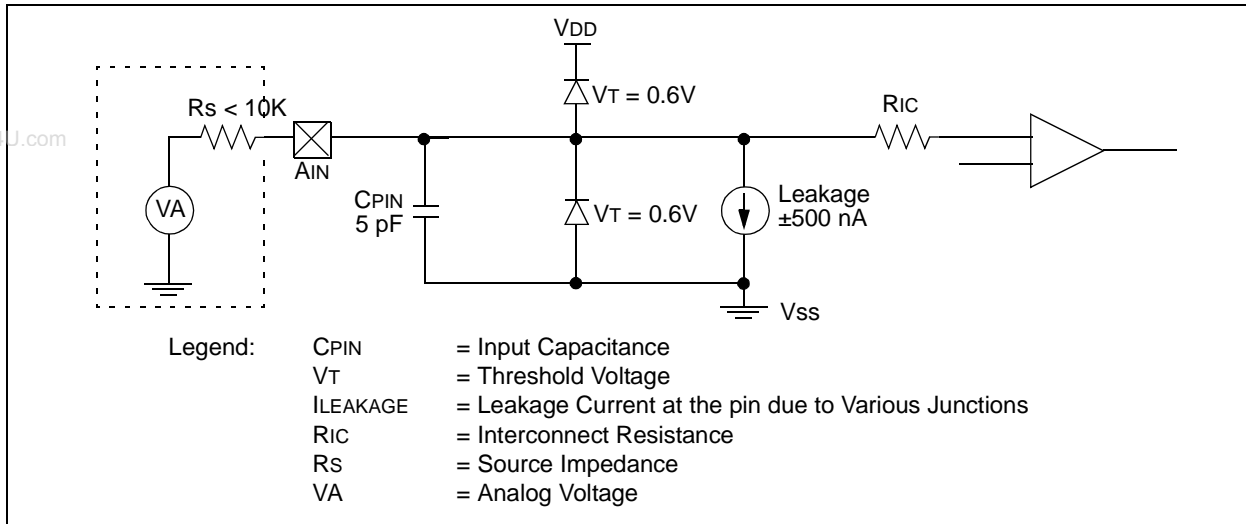 VDD
VT = 0.6V
RIC
Rs < 10K
4U.com
AIN
CPIN
5 pF
VA
VT = 0.6V
Leakage
±500 nA
Vss
Legend:
CPIN = Input Capacitance
VT = Threshold Voltage
ILEAKAGE = Leakage Current at the pin due to Various Junctions
RIC = Interconnect Resistance
RS = Source Impedance
VA = Analog Voltage